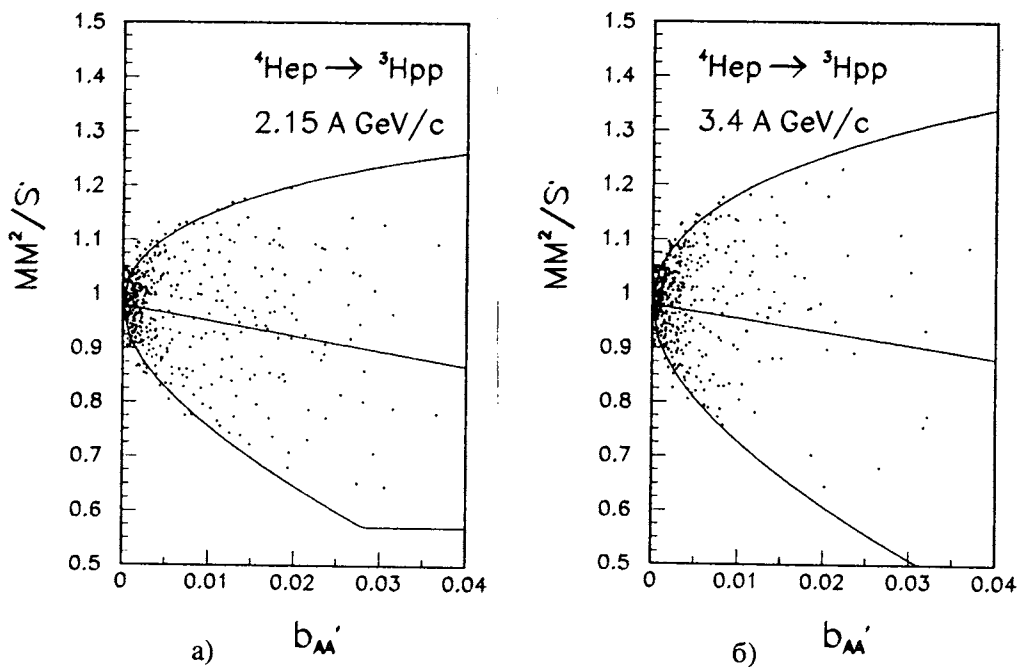 1.5
1.4
1.3
1.2
1.1
1
0.9
0.8
0.7
0.6
0.5
MM²/S
⁴Hep → ³Hpp
2.15 A GeV/c
0 0.01 0.02 0.03 0.04
b_AA'
а)
1.5
1.4
1.3
1.2
1.1
1
0.9
0.8
0.7
0.6
0.5
MM²/S
⁴Hep → ³Hpp
3.4 A GeV/c
0 0.01 0.02 0.03 0.04
b_AA'
б)